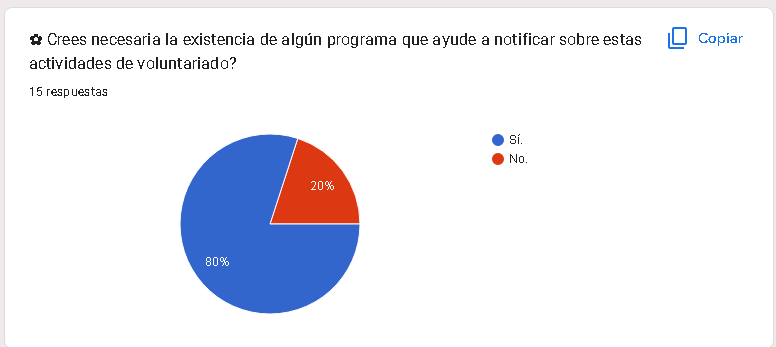 ✿ Crees necesaria la existencia de algún programa que ayude a notificar sobre estas
actividades de voluntariado?
Copiar
15 respuestas
Sí.
No.
20%
80%